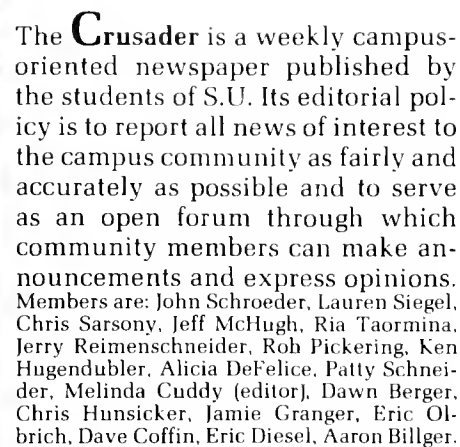 The Crusader is a weekly campus-
oriented newspaper published by
the students of S.U. Its editorial pol-
icy is to report all news of interest to
the campus community as fairly and
accurately as possible and to serve
as an open forum through which
community members can make an-
nouncements and express opinions.
Members are: John Schroeder, Lauren Siegel,
Chris Sarsony, Jeff McHugh, Ria Taormina,
Jerry Reimenschneider, Rob Pickering, Ken
Hugendubler, Alicia DeFelice, Patty Schnei-
der, Melinda Cuddy (editor), Dawn Berger,
Chris Hunsicker, Jamie Granger, Eric Ol-
brich, Dave Coffin, Eric Diesel, Aaron Billger.